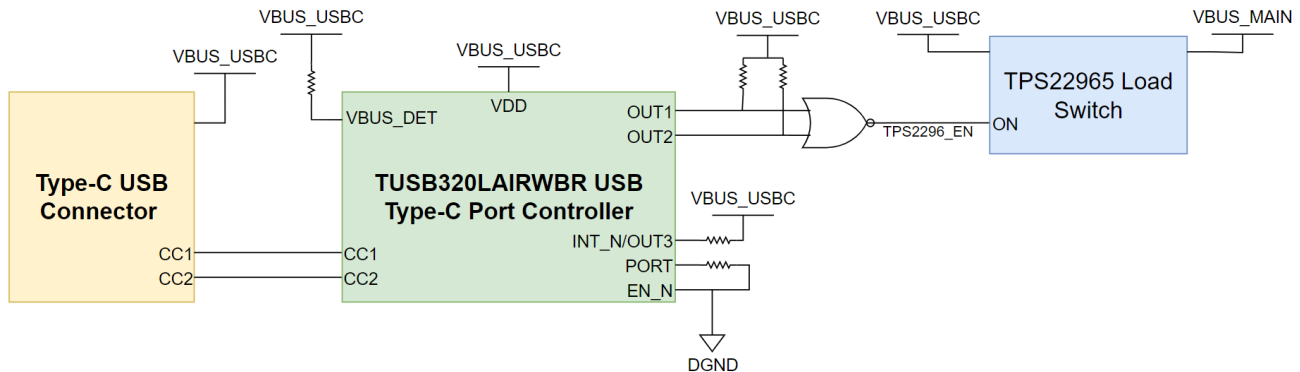 VBUS_USBC
VBUS_USBC
VBUS_USBC
VBUS_USBC
VBUS_USBC
VBUS_MAIN
VDD
VBUS_DET
OUT1
OUT2
TPS22965 Load
Switch
ON
TPS2296_EN
Type-C USB
Connector
TUSB320LAIRWBR USB
Type-C Port Controller
VBUS_USBC
INT_N/OUT3
PORT
EN_N
CC1
CC2
CC1
CC2
DGND